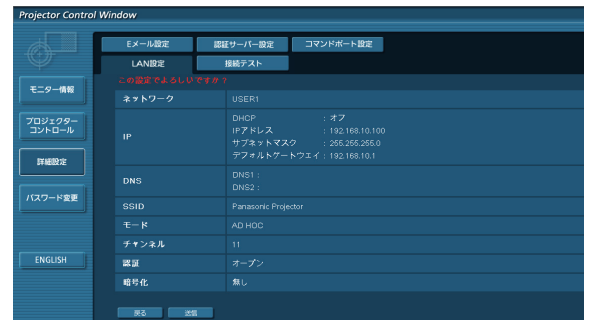 Projector Control Window
Eメール設定 認証サーバー設定 コマンドポート設定
LAN設定 接続テスト
この設定でよろしいですか?
モニター情報
プロジェクター
コントロール
詳細設定
パスワード変更
ENGLISH
ネットワーク USER1
IP
DHCP : オフ
IPアドレス : 192.168.10.100
サブネットマスク : 255.255.255.0
デフォルトゲートウェイ : 192.168.10.1
DNS
DNS1 :
DNS2 :
SSID Panasonic Projector
モード AD HOC
チャンネル 11
認証 オープン
暗号化 無し
戻る 送信